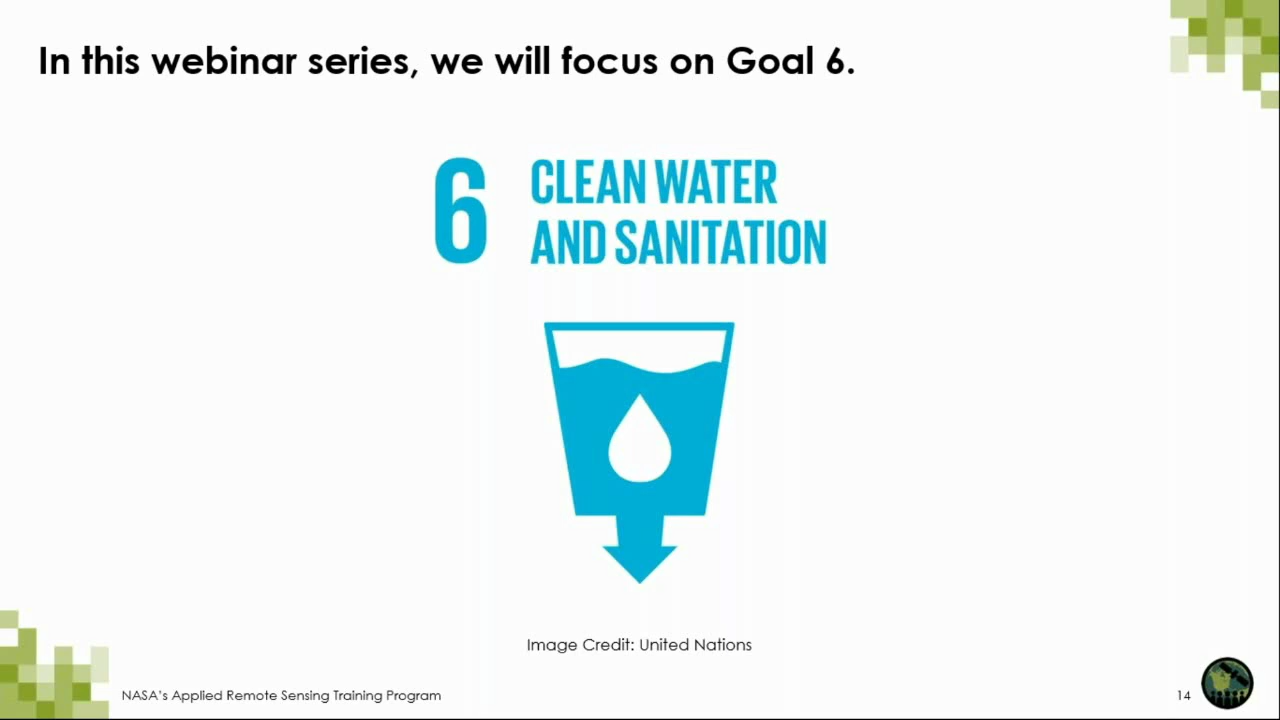 In this webinar series, we will focus on Goal 6.
6 CLEAN WATER
AND SANITATION
Image Credit: United Nations
NASA's Applied Remote Sensing Training Program
14